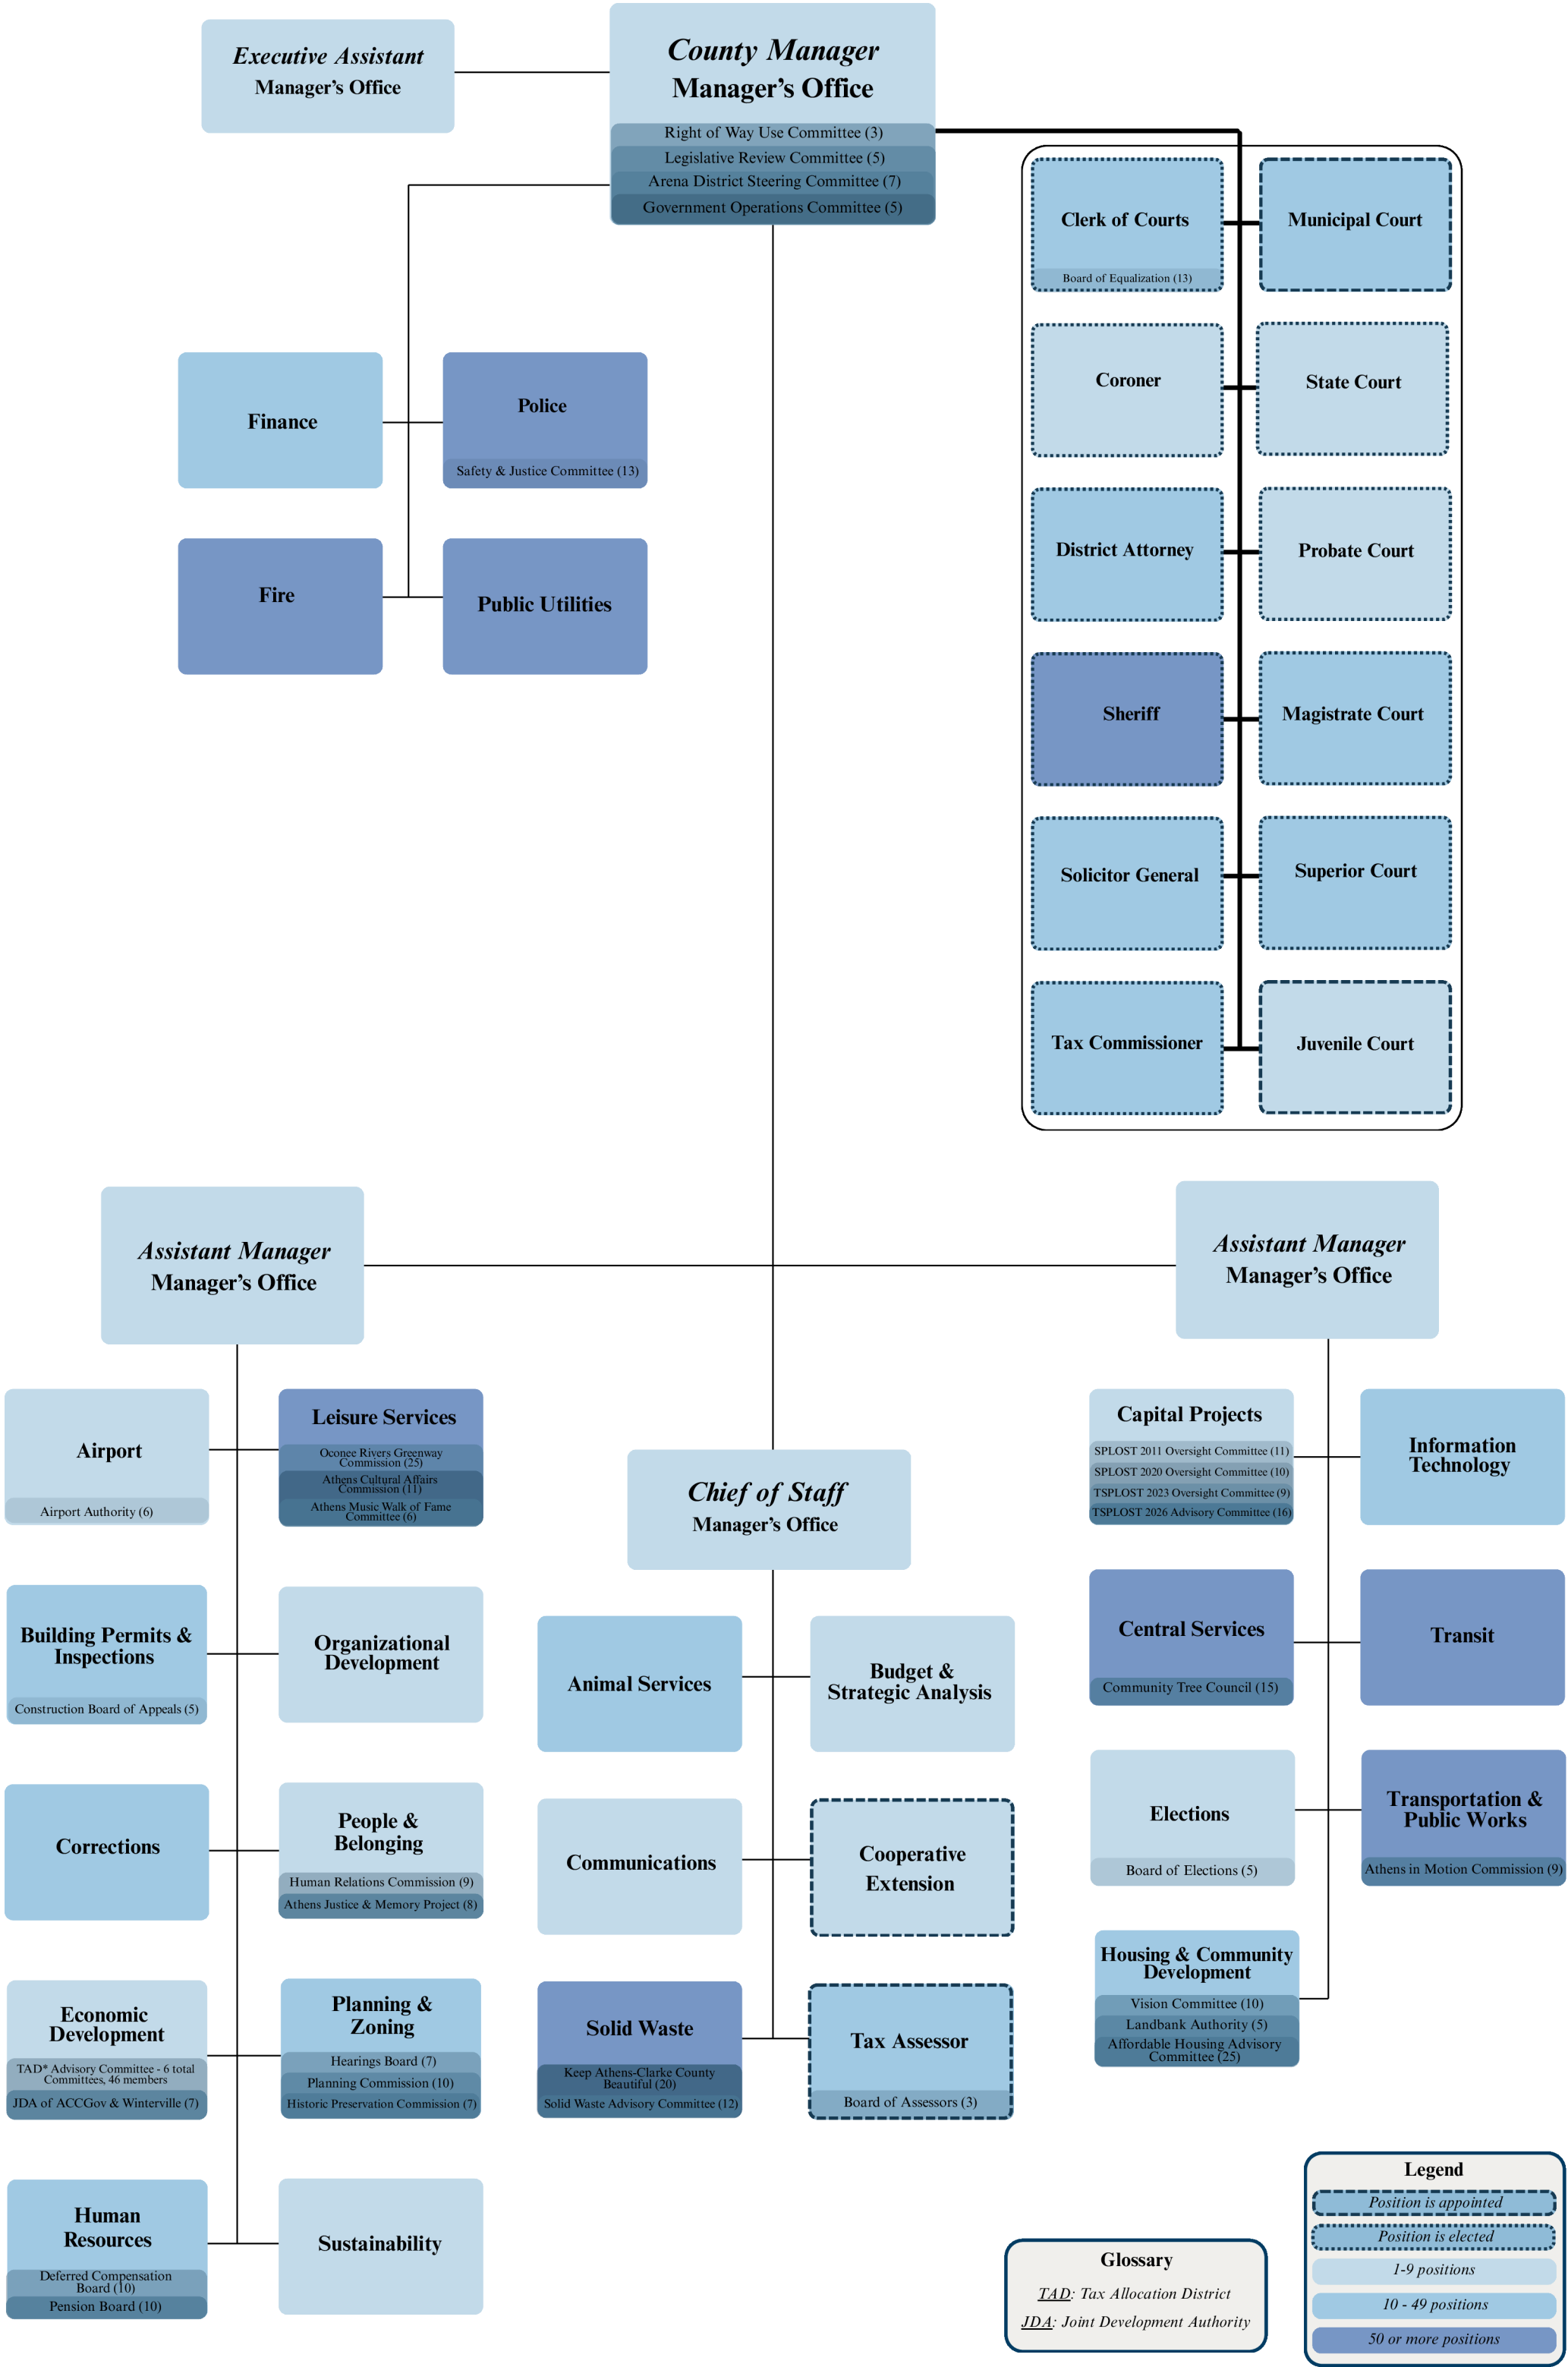 Executive Assistant
Manager’s Office
County Manager
Manager’s Office
Right of Way Use Committee (3)
Legislative Review Committee (5)
Arena District Steering Committee (7)
Government Operations Committee (5)
Clerk of Courts
Board of Equalization (13)
Municipal Court
Coroner
State Court
District Attorney
Probate Court
Sheriff
Magistrate Court
Solicitor General
Superior Court
Tax Commissioner
Juvenile Court
Finance
Police
Safety & Justice Committee (13)
Fire
Public Utilities
Assistant Manager
Manager’s Office
Airport
Airport Authority (6)
Leisure Services
Oconee Rivers Greenway
Commission (25)
Athens Cultural Affairs
Commission (11)
Athens Music Walk of Fame
Committee (6)
Building Permits &
Inspections
Construction Board of Appeals (5)
Organizational
Development
Corrections
People &
Belonging
Human Relations Commission (9)
Athens Justice & Memory Project (8)
Economic
Development
TAD* Advisory Committee - 6 total
Committees, 46 members
JDA of ACCGov & Winterville (7)
Planning &
Zoning
Hearings Board (7)
Planning Commission (10)
Historic Preservation Commission (7)
Human
Resources
Deferred Compensation
Board (10)
Pension Board (10)
Sustainability
Chief of Staff
Manager’s Office
Animal Services
Budget &
Strategic Analysis
Communications
Cooperative
Extension
Solid Waste
Keep Athens-Clarke County
Beautiful (20)
Solid Waste Advisory Committee (12)
Tax Assessor
Board of Assessors (3)
Assistant Manager
Manager’s Office
Capital Projects
SPLOST 2011 Oversight Committee (11)
SPLOST 2020 Oversight Committee (10)
TSPLOST 2023 Oversight Committee (9)
TSPLOST 2026 Advisory Committee (16)
Information
Technology
Central Services
Community Tree Council (15)
Transit
Elections
Board of Elections (5)
Transportation &
Public Works
Athens in Motion Commission (9)
Housing & Community
Development
Vision Committee (10)
Landbank Authority (5)
Affordable Housing Advisory
Committee (25)
Glossary
TAD: Tax Allocation District
JDA: Joint Development Authority
Legend
Position is appointed
Position is elected
1-9 positions
10 - 49 positions
50 or more positions